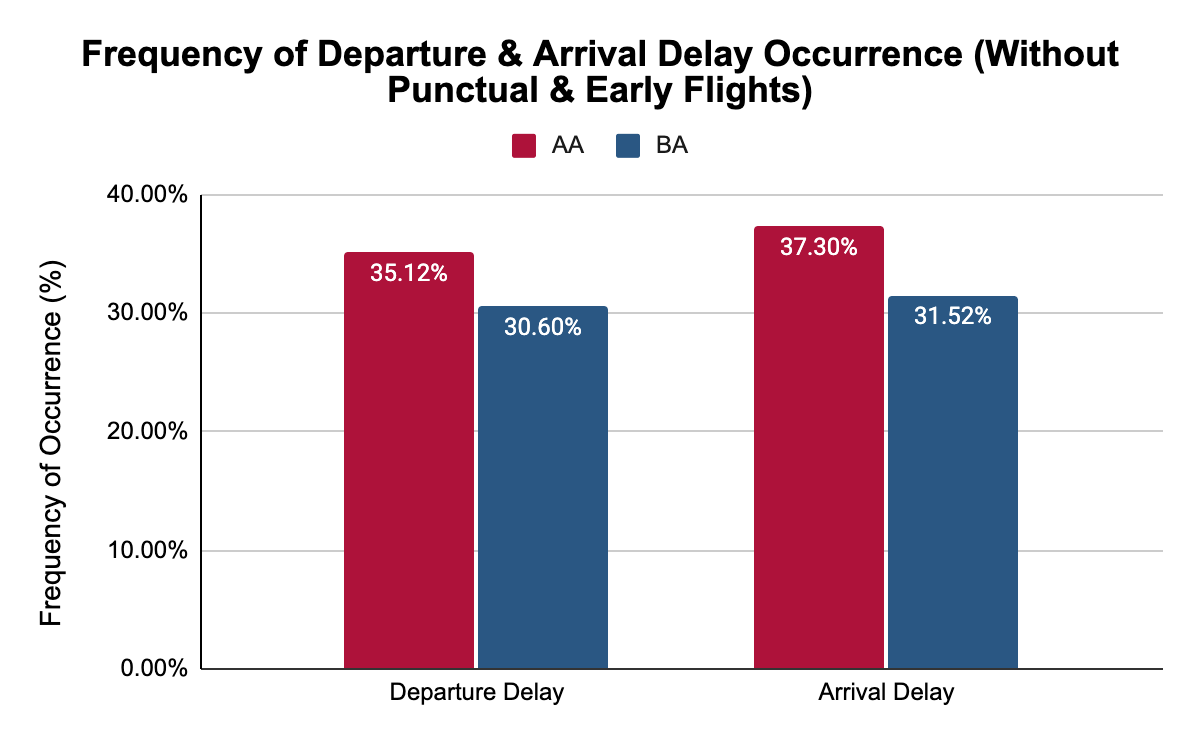 Frequency of Departure & Arrival Delay Occurrence (Without
Punctual & Early Flights)
AA
BA
Frequency of Occurrence (%)
40.00%
30.00%
20.00%
10.00%
0.00%
35.12%
30.60%
37.30%
31.52%
Departure Delay
Arrival Delay